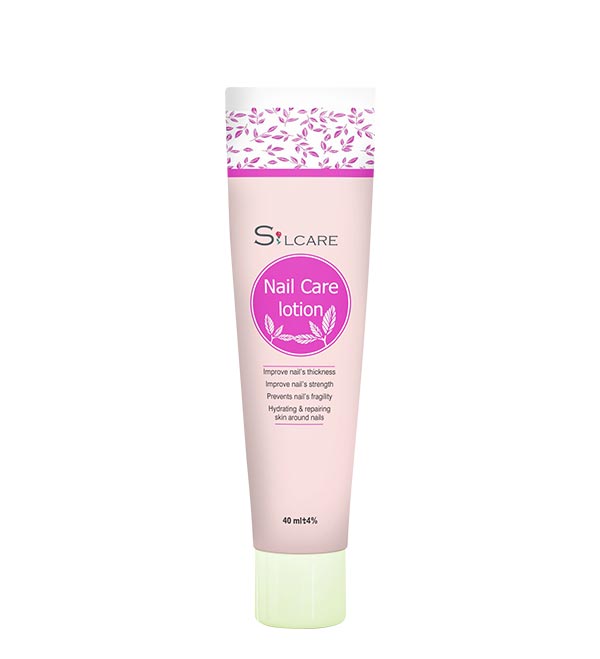 SILCARE
Nail Care
lotion
Improve nail's thickness
Improve nail's strength
Prevents nail's fragility
Hydrating & repairing
skin around nails
40 ml±4%